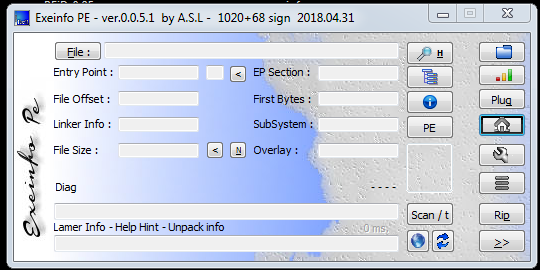 Exeinfo PE - ver.0.0.5.1 by A.S.L - 1020+68 sign 2018.04.31
File :
H
Entry Point :
<
EP Section :
File Offset :
First Bytes :
Plug
Linker Info :
SubSystem :
PE
File Size :
<
N
Overlay :
Diag
----
Scan / t
Rip
Lamer Info - Help Hint - Unpack info
0 ms.
>>
Exeinfo Pe